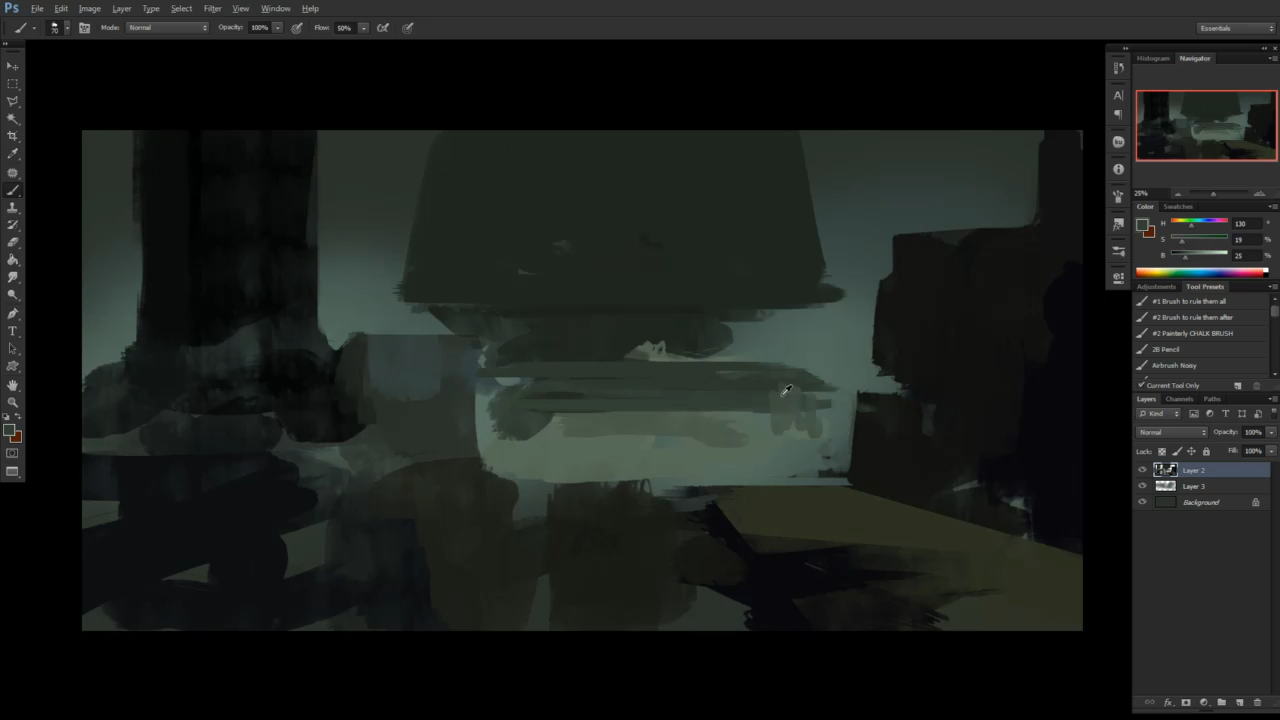 Ps File Edit Image Layer Type Select Filter View Window Help
70 Mode: Normal Opacity: 100% Flow: 50% Essentials
Histogram Navigator
25%
Color Swatches
H 130 °
S 19 %
B 25 %
Adjustments Tool Presets
#1 Brush to rule them all
#2 Brush to rule them after
#2 Painterly CHALK BRUSH
2B Pencil
Airbrush Noisy
Current Tool Only
Layers Channels Paths
Kind
Normal Opacity: 100%
Lock: Fill: 100%
Layer 2
Layer 3
Background